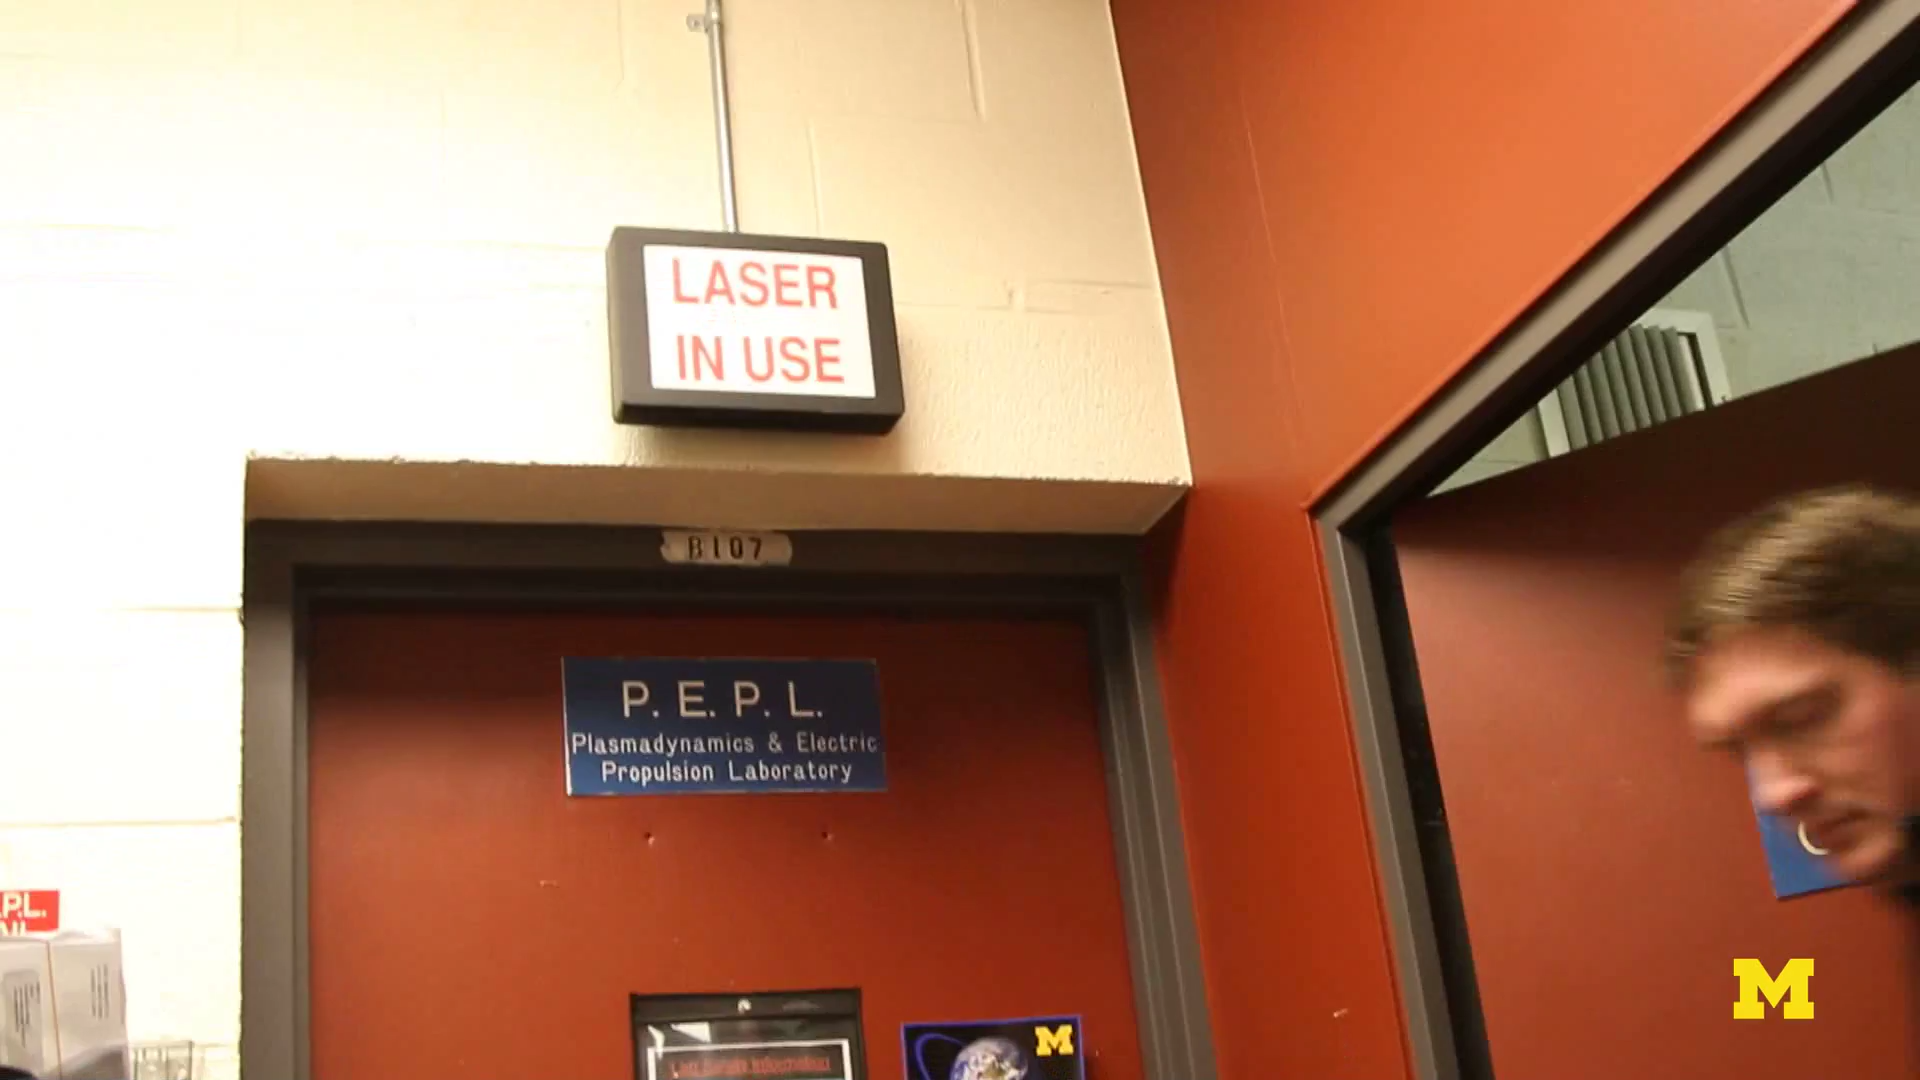 LASER
IN USE
B107
P. E. P. L.
Plasmadynamics & Electric
Propulsion Laboratory
P.L.
M
M